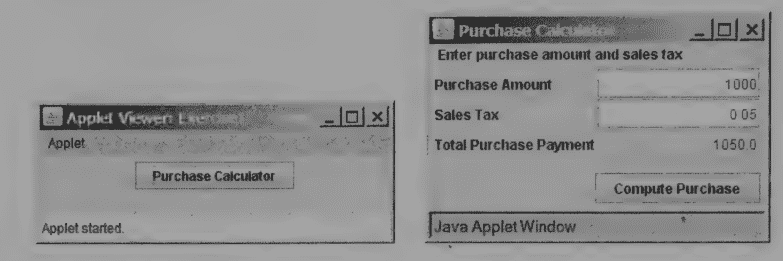 Applet Viewer:
Applet
Purchase Calculator
Applet started.
Purchase Calculator
Enter purchase amount and sales tax
Purchase Amount 1000
Sales Tax 0.05
Total Purchase Payment 1050.0
Compute Purchase
Java Applet Window